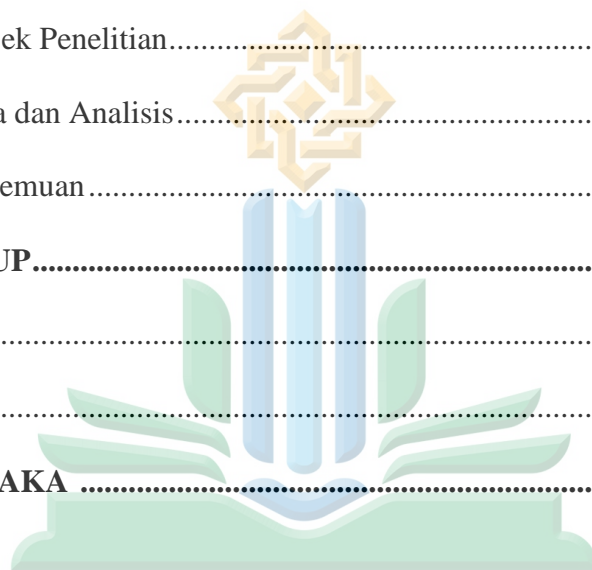 ek Penelitian....................................................
a dan Analisis...................................................
emuan..............................................................
UP......................................................................
..........................................................................
..........................................................................
AKA ................................................................